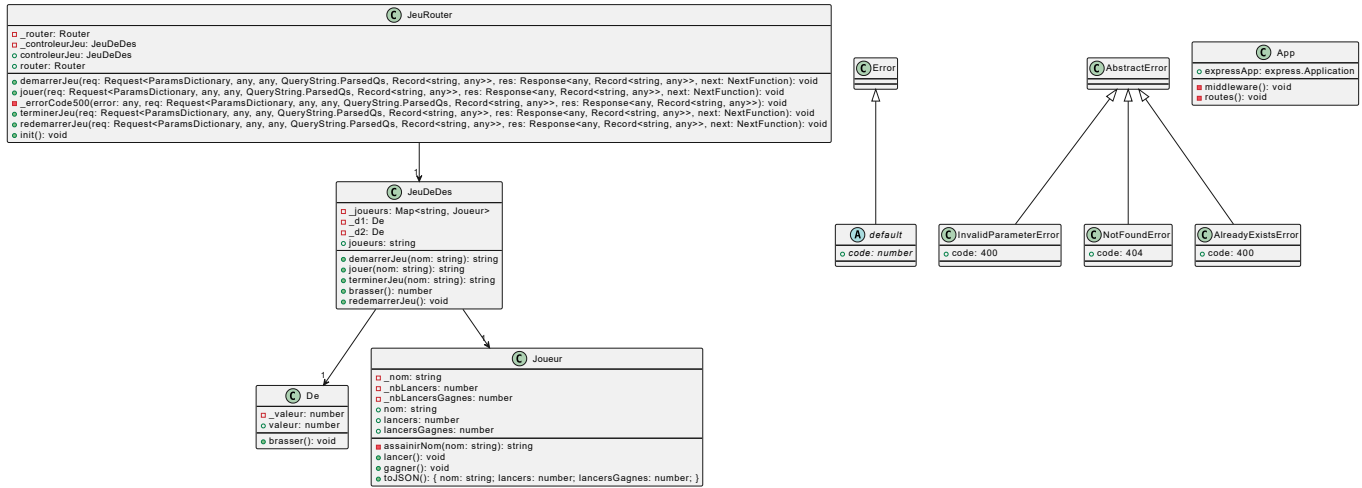 C JeuRouter
_router: Router
_controleurJeu: JeuDeDes
controleurJeu: JeuDeDes
router: Router
demarrerJeu(req: Request<ParamsDictionary, any, any, QueryString.ParsedQs, Record<string, any>>, res: Response<any, Record<string, any>>, next: NextFunction): void
jouer(req: Request<ParamsDictionary, any, any, QueryString.ParsedQs, Record<string, any>>, res: Response<any, Record<string, any>>, next: NextFunction): void
_errorCode500(error: any, req: Request<ParamsDictionary, any, any, QueryString.ParsedQs, Record<string, any>>, res: Response<any, Record<string, any>>): void
terminerJeu(req: Request<ParamsDictionary, any, any, QueryString.ParsedQs, Record<string, any>>, res: Response<any, Record<string, any>>, next: NextFunction): void
redemarrerJeu(req: Request<ParamsDictionary, any, any, QueryString.ParsedQs, Record<string, any>>, res: Response<any, Record<string, any>>, next: NextFunction): void
init(): void
C Error
C AbstractError
C App
expressApp: express.Application
middleware(): void
routes(): void
1
C JeuDeDes
_joueurs: Map<string, Joueur>
_d1: De
_d2: De
joueurs: string
demarrerJeu(nom: string): string
jouer(nom: string): string
terminerJeu(nom: string): string
brasser(): number
redemarrerJeu(): void
A default
code: number
C InvalidParameterError
code: 400
C NotFoundError
code: 404
C AlreadyExistsError
code: 400
1
1
C De
_valeur: number
valeur: number
brasser(): void
C Joueur
_nom: string
_nbLancers: number
_nbLancersGagnes: number
nom: string
lancers: number
lancersGagnes: number
assainirNom(nom: string): string
lancer(): void
gagner(): void
toJSON(): { nom: string; lancers: number; lancersGagnes: number; }